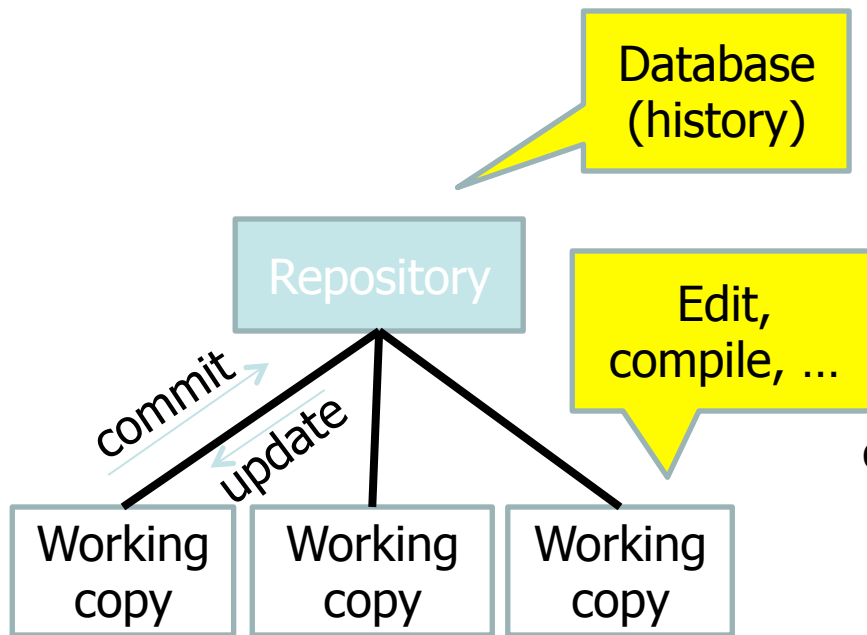 Database
(history)
Repository
Edit,
compile, …
commit
update
Working
copy
Working
copy
Working
copy